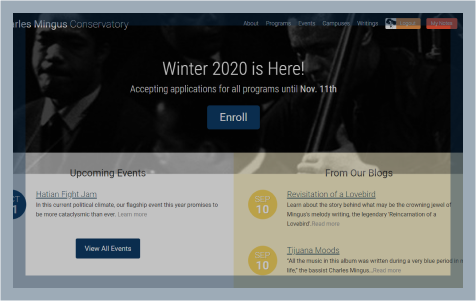 rles Mingus Conservatory
About Programs Events Campuses Writings Logout My Home
Winter 2020 is Here!
Accepting applications for all programs until Nov. 11th
Enroll
Upcoming Events
CT
1
Hatian Fight Jam
In this current political climate, our flagship event this year promises to
be more cataclysmic than ever. Learn more
View All Events
From Our Blogs
SEP
10
Revisitation of a Lovebird
Learn about the story behind what may be the crowning jewel of
Mingus's melody writing, the legendary 'Reincarnation of a
Lovebird'. Read more
SEP
10
Tijuana Moods
"All the music in this album was written during a very blue period in m
life," the bassist Charles Mingus...Read more